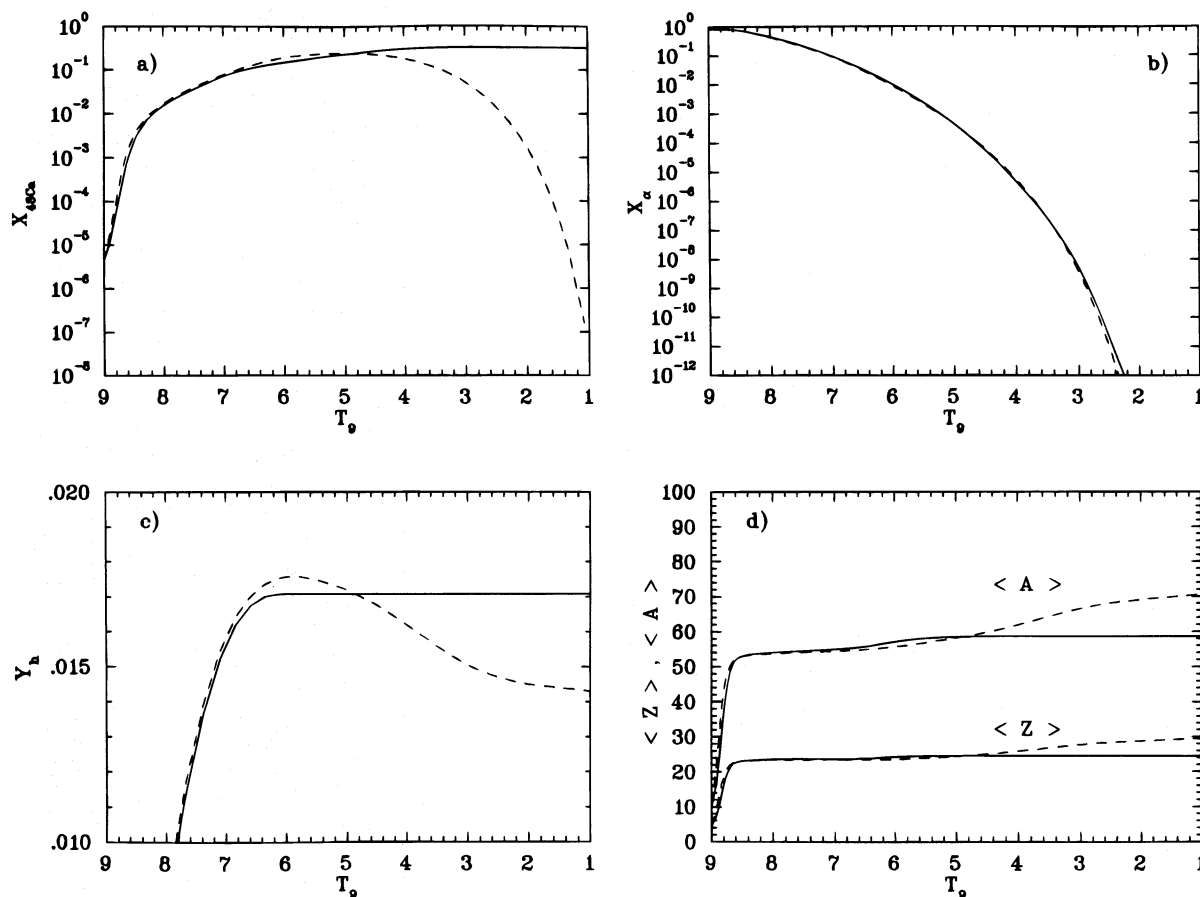 a)
10⁰
10⁻¹
10⁻²
10⁻³
10⁻⁴
10⁻⁵
10⁻⁶
10⁻⁷
10⁻⁸
X₄₈Ca
9 8 7 6 5 4 3 2 1
T₉
b)
10⁰
10⁻¹
10⁻²
10⁻³
10⁻⁴
10⁻⁵
10⁻⁶
10⁻⁷
10⁻⁸
10⁻⁹
10⁻¹⁰
10⁻¹¹
10⁻¹²
X_α
9 8 7 6 5 4 3 2 1
T₉
c)
.020
.015
.010
Y_h
9 8 7 6 5 4 3 2 1
T₉
d)
100
90
80
70
60
50
40
30
20
10
0
< Z > , < A >
< A >
< Z >
9 8 7 6 5 4 3 2 1
T₉